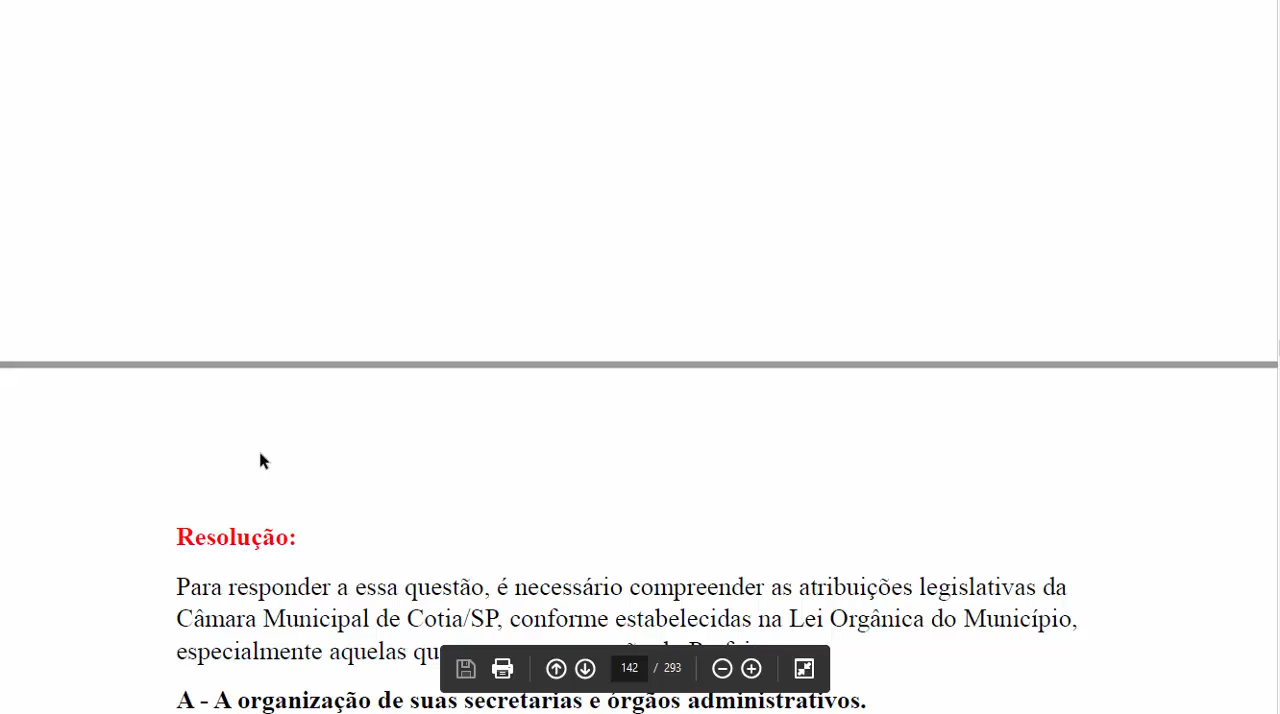 Resolução:
Para responder a essa questão, é necessário compreender as atribuições legislativas da
Câmara Municipal de Cotia/SP, conforme estabelecidas na Lei Orgânica do Município,
especialmente aquelas
142 / 293
A - A organização de suas secretarias e órgãos administrativos.